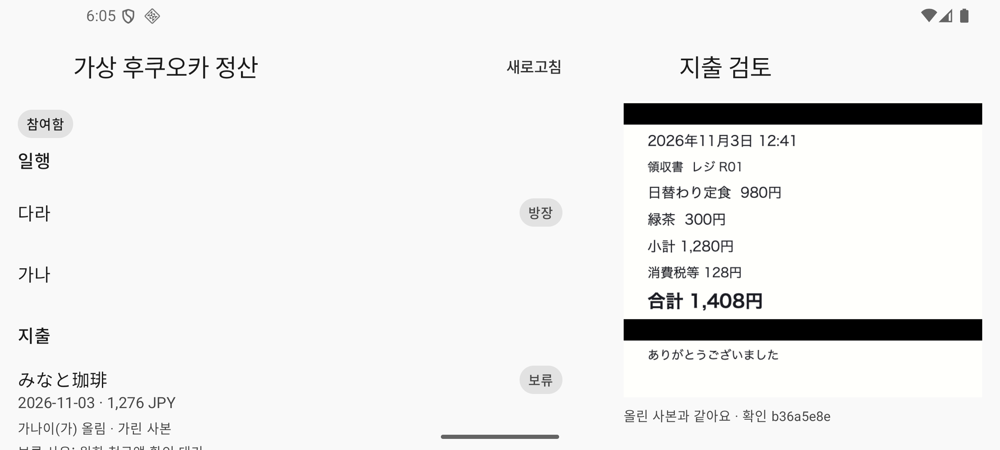 6:05
가상 후쿠오카 정산
새로고침
참여함
일행
다라
방장
가나
지출
みなと珈琲
보류
2026-11-03 · 1,276 JPY
가나이(가) 올림 · 가린 사본
지출 검토
2026年11月3日 12:41
領収書 レジ R01
日替わり定食 980円
緑茶 300円
小計 1,280円
消費税等 128円
合計 1,408円
ありがとうございました
올린 사본과 같아요 · 확인 b36a5e8e